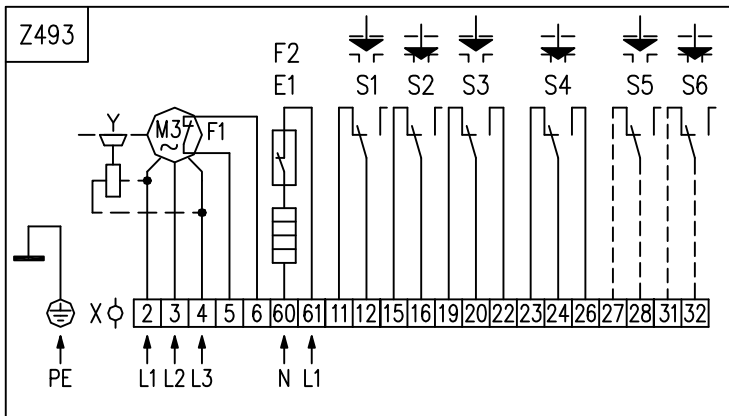 Z493
F2
E1 S1 S2 S3 S4 S5 S6
Y M3 F1
~
X 2 3 4 5 6 60 61 11 12 15 16 19 20 22 23 24 26 27 28 31 32
PE L1 L2 L3 N L1